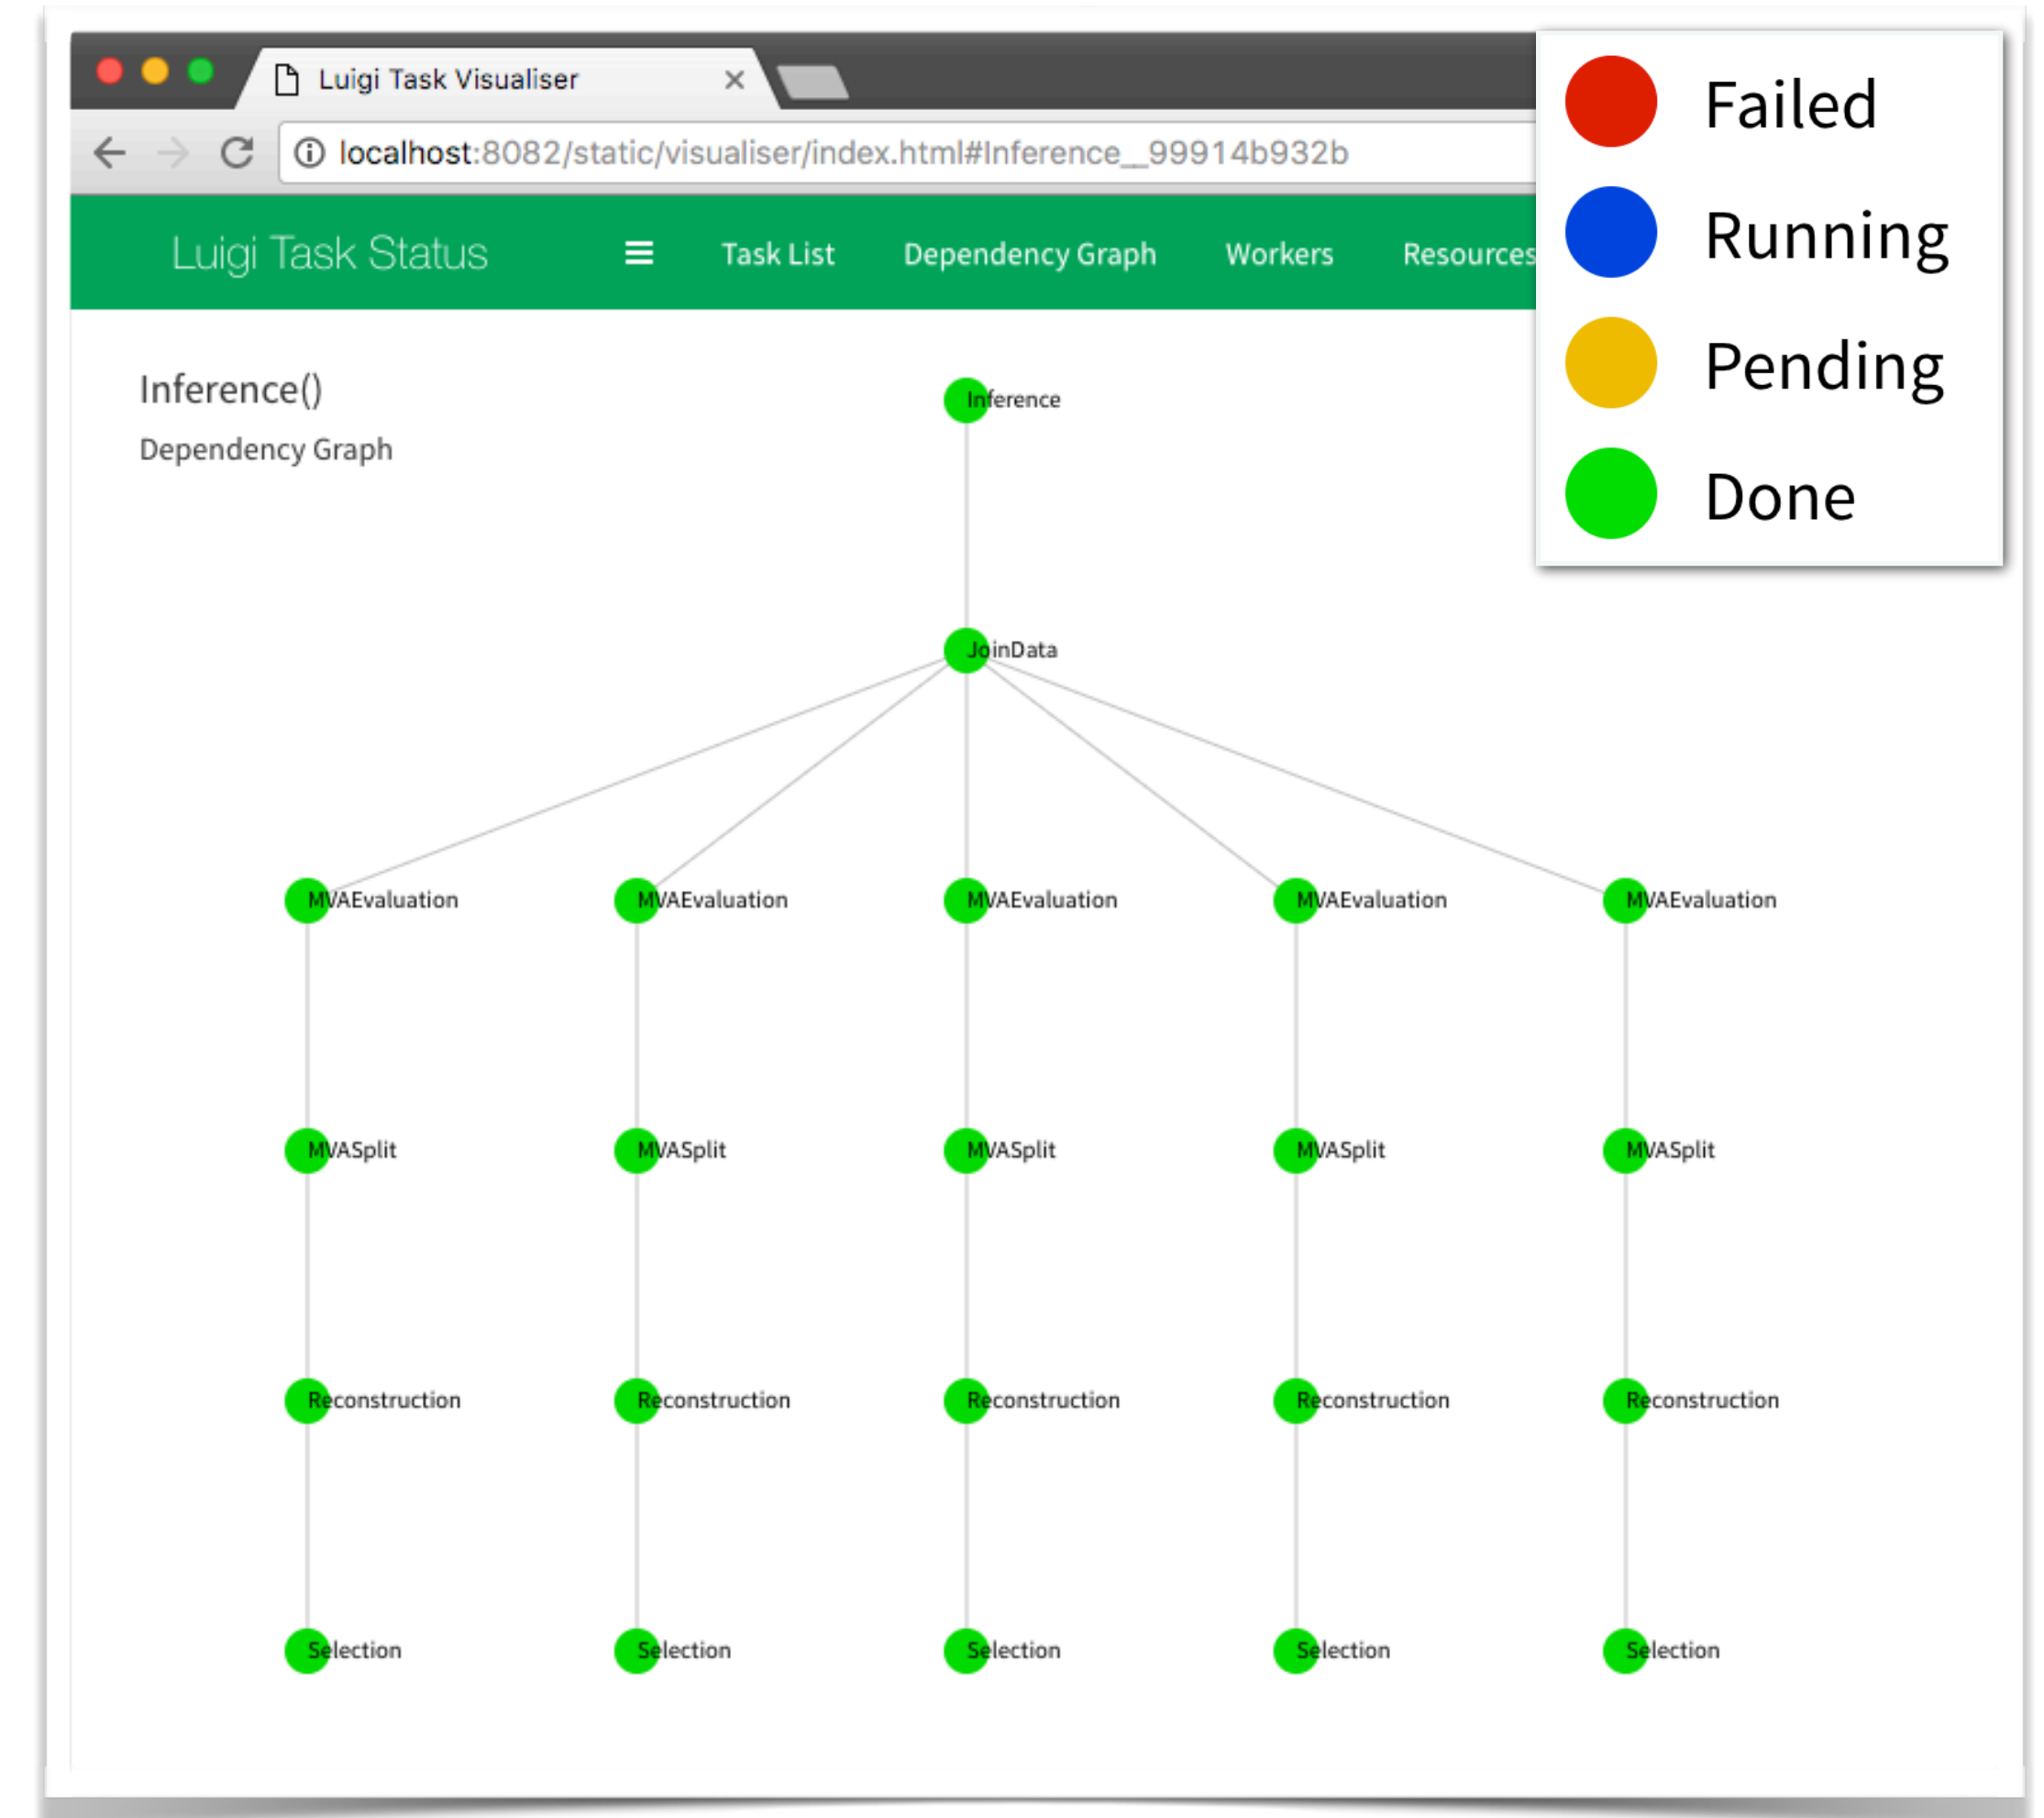 Luigi Task Visualiser
localhost:8082/static/visualiser/index.html#Inference__99914b932b
Luigi Task Status Task List Dependency Graph Workers Resources
Failed
Running
Pending
Done
Inference()
Dependency Graph
Inference
JoinData
MVAEvaluation MVAEvaluation MVAEvaluation MVAEvaluation MVAEvaluation
MVASplit MVASplit MVASplit MVASplit MVASplit
Reconstruction Reconstruction Reconstruction Reconstruction Reconstruction
Selection Selection Selection Selection Selection